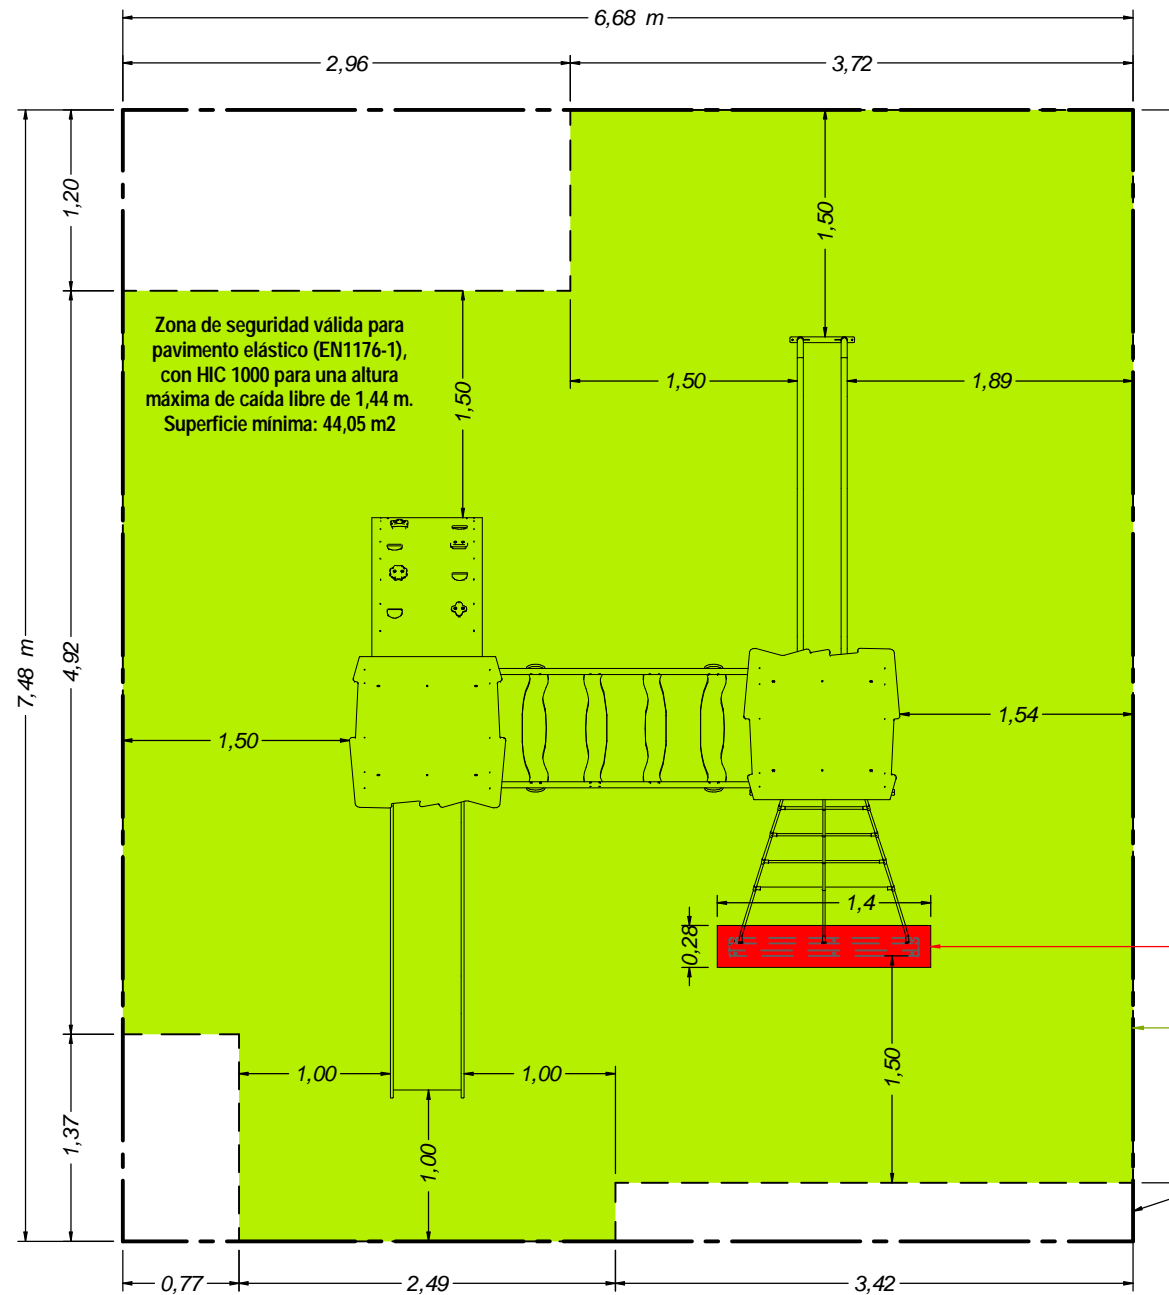 6,68 m
2,96
3,72
1,20
1,50
Zona de seguridad válida para
pavimento elástico (EN1176-1),
con HIC 1000 para una altura
máxima de caída libre de 1,44 m.
Superficie mínima: 44,05 m2
1,50
1,50
1,89
7,48 m
4,92
1,50
1,54
1,4
0,28
1,00
1,00
1,50
1,37
1,00
0,77
2,49
3,42